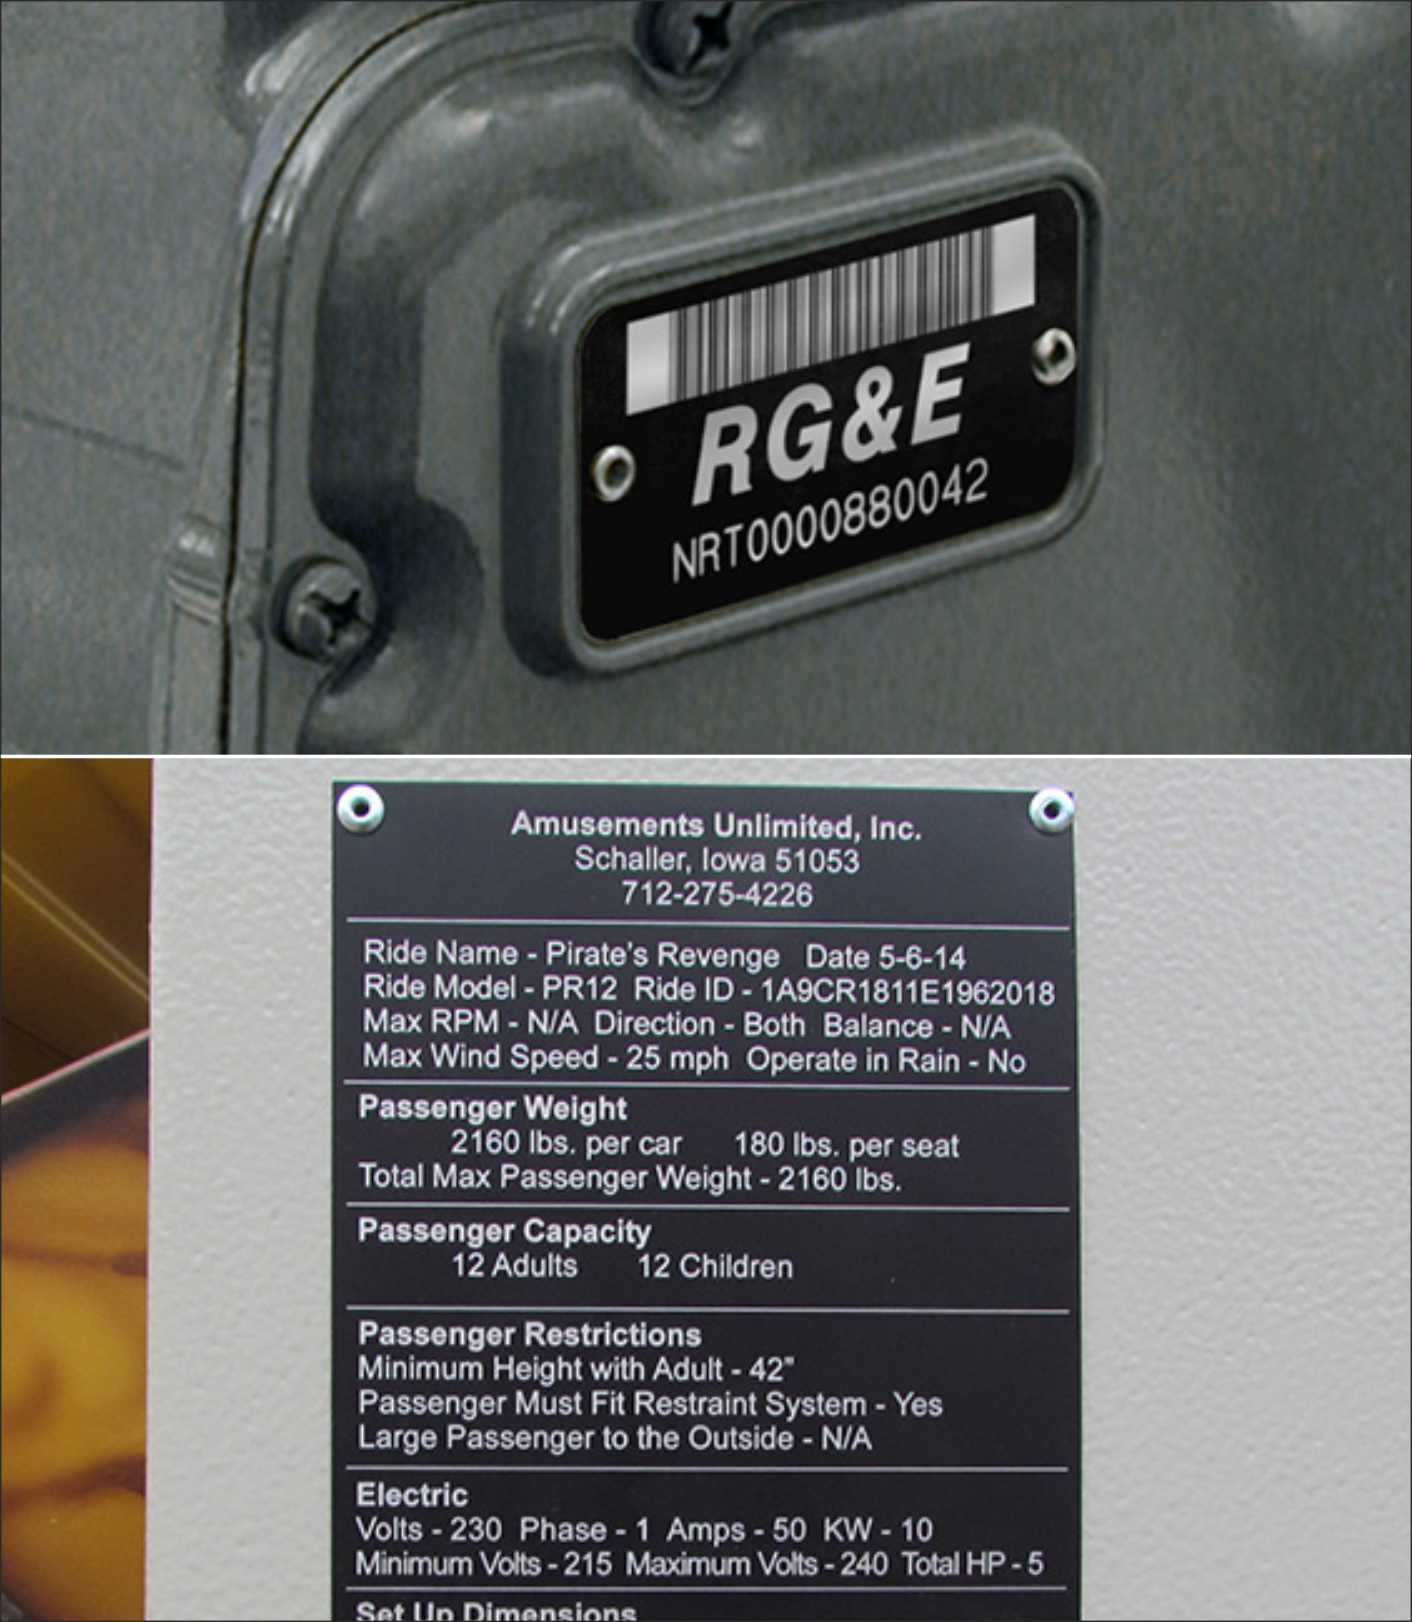 RG&E
NRT0000880042
Amusements Unlimited, Inc.
Schaller, Iowa 51053
712-275-4226
Ride Name - Pirate's Revenge Date 5-6-14
Ride Model - PR12 Ride ID - 1A9CR1811E1962018
Max RPM - N/A Direction - Both Balance - N/A
Max Wind Speed - 25 mph Operate in Rain - No
Passenger Weight
2160 lbs. per car 180 lbs. per seat
Total Max Passenger Weight - 2160 lbs.
Passenger Capacity
12 Adults 12 Children
Passenger Restrictions
Minimum Height with Adult - 42"
Passenger Must Fit Restraint System - Yes
Large Passenger to the Outside - N/A
Electric
Volts - 230 Phase - 1 Amps - 50 KW - 10
Minimum Volts - 215 Maximum Volts - 240 Total HP - 5
Set Up Dimensions